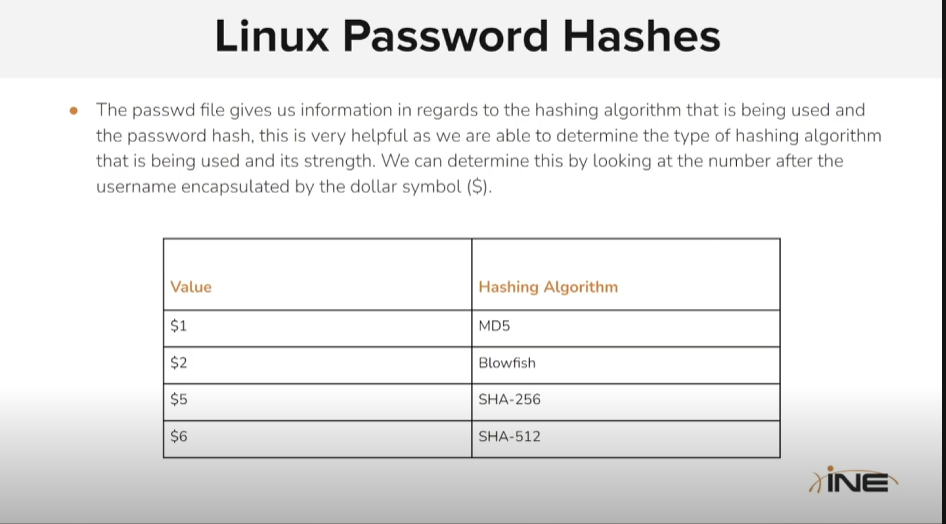 Linux Password Hashes
The passwd file gives us information in regards to the hashing algorithm that is being used and
the password hash, this is very helpful as we are able to determine the type of hashing algorithm
that is being used and its strength. We can determine this by looking at the number after the
username encapsulated by the dollar symbol ($).
Value Hashing Algorithm
$1 MD5
$2 Blowfish
$5 SHA-256
$6 SHA-512
INE